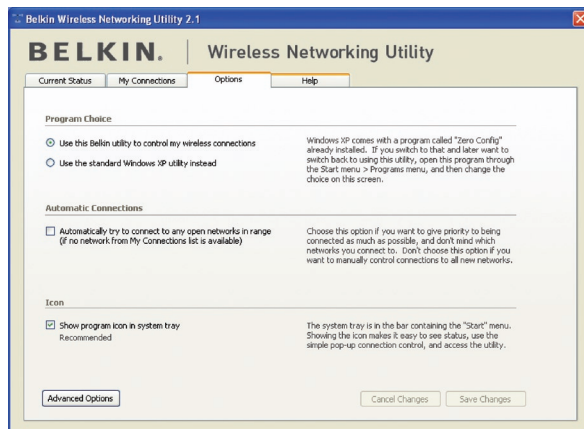 Belkin Wireless Networking Utility 2.1
BELKIN. | Wireless Networking Utility
Current Status My Connections Options Help
Program Choice
Use this Belkin utility to control my wireless connections
Use the standard Windows XP utility instead
Windows XP comes with a program called "Zero Config"
already installed. If you switch to that and later want to
switch back to using this utility, open this program through
the Start menu > Programs menu, and then change the
choice on this screen.
Automatic Connections
Automatically try to connect to any open networks in range
(if no network from My Connections list is available)
Choose this option if you want to give priority to being
connected as much as possible, and don't mind which
networks you connect to. Don't choose this option if you
want to manually control connections to all new networks.
Icon
Show program icon in system tray
Recommended
The system tray is in the bar containing the "Start" menu.
Showing the icon makes it easy to see status, use the
simple pop-up connection control, and access the utility.
Advanced Options Cancel Changes Save Changes